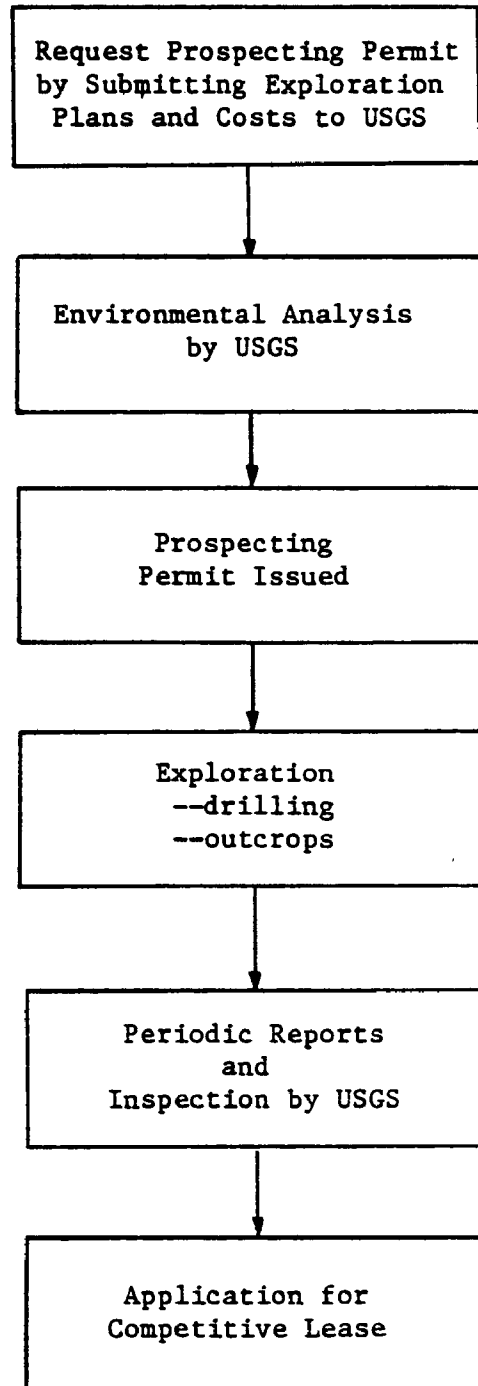 Request Prospecting Permit
by Submitting Exploration
Plans and Costs to USGS
Environmental Analysis
by USGS
Prospecting
Permit Issued
Exploration
--drilling
--outcrops
Periodic Reports
and
Inspection by USGS
Application for
Competitive Lease